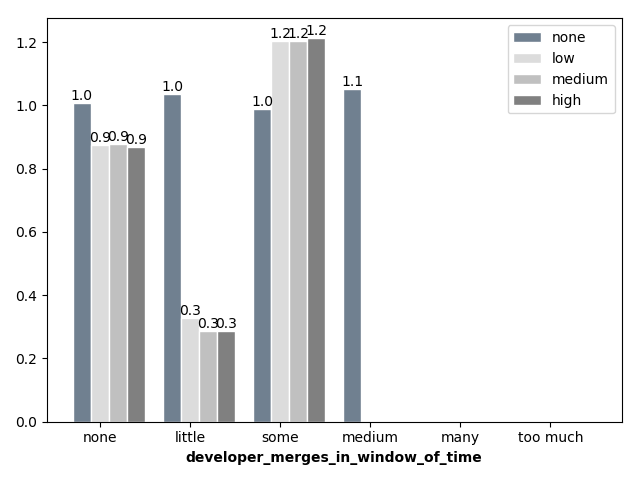 none
low
medium
high
1.2
1.0
0.8
0.6
0.4
0.2
0.0
1.0
0.9
0.9
0.9
1.0
0.3
0.3
0.3
1.0
1.2
1.2
1.2
1.1
none
little
some
medium
many
too much
developer_merges_in_window_of_time